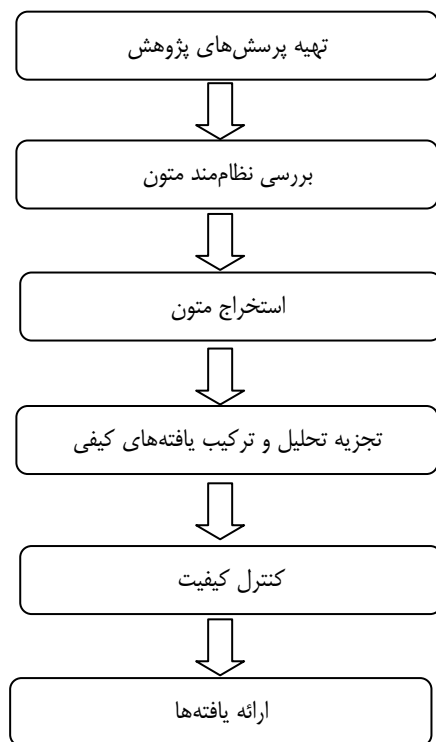 تهیه پرسش‌های پژوهش
بررسی نظام‌مند متون
استخراج متون
تجزیه تحلیل و ترکیب یافته‌های کیفی
کنترل کیفیت
ارائه یافته‌ها